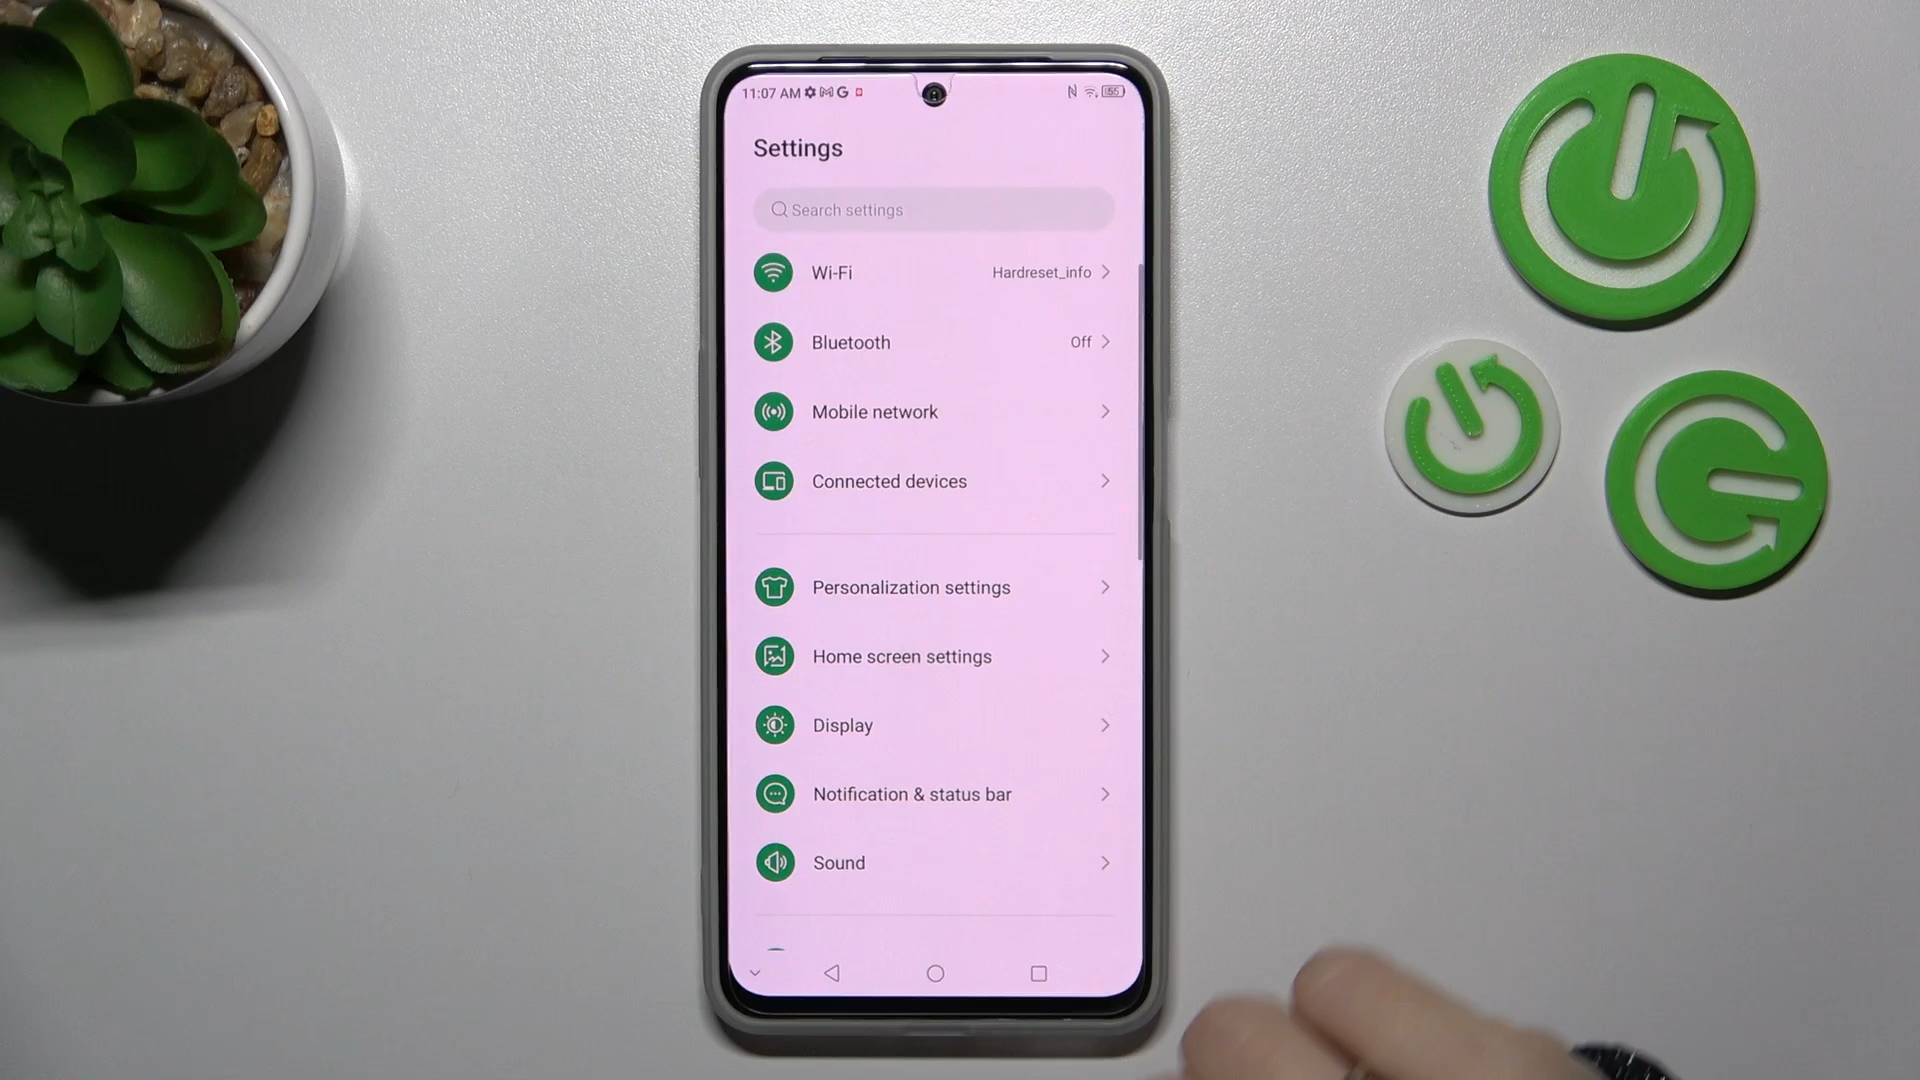 11:07 AM G 55
Settings
Search settings
Wi-Fi Hardreset_info
Bluetooth Off
Mobile network
Connected devices
Personalization settings
Home screen settings
Display
Notification & status bar
Sound